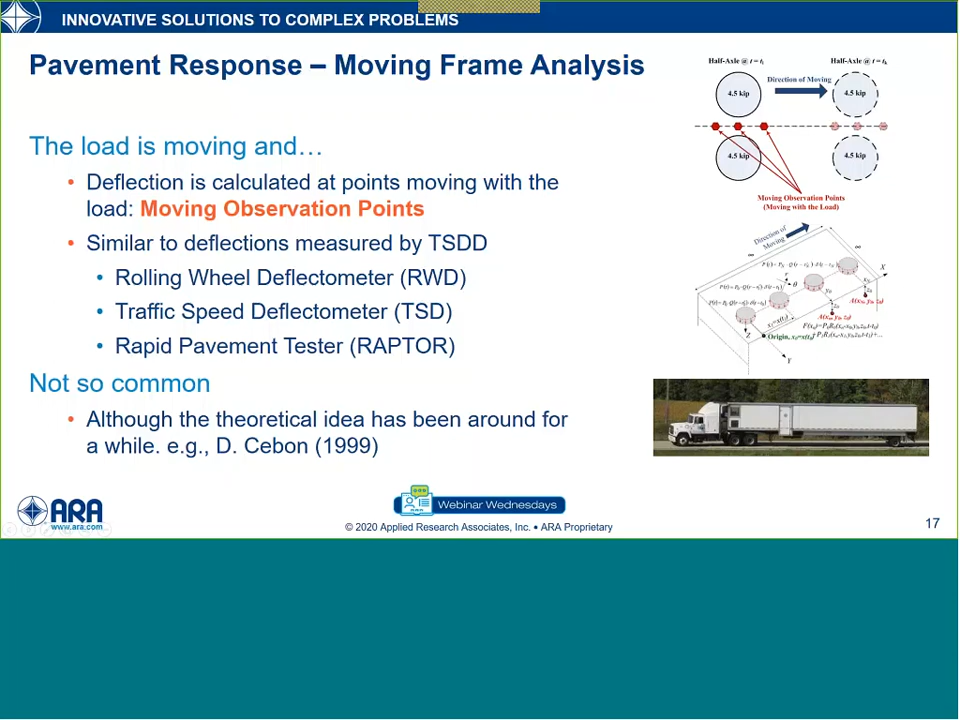 INNOVATIVE SOLUTIONS TO COMPLEX PROBLEMS
Pavement Response – Moving Frame Analysis
The load is moving and…
• Deflection is calculated at points moving with the
load: Moving Observation Points
• Similar to deflections measured by TSDD
• Rolling Wheel Deflectometer (RWD)
• Traffic Speed Deflectometer (TSD)
• Rapid Pavement Tester (RAPTOR)
Not so common
• Although the theoretical idea has been around for
a while. e.g., D. Cebon (1999)
Half-Axle @ t = tᵢ
Half-Axle @ t = tₖ
Direction of Moving
4.5 kip
4.5 kip
4.5 kip
4.5 kip
Moving Observation Points
(Moving with the Load)
Direction of
Moving
∞
∞
X
r
θ
Z
Y
ARA
www.ara.com
Webinar Wednesdays
© 2020 Applied Research Associates, Inc. • ARA Proprietary
17